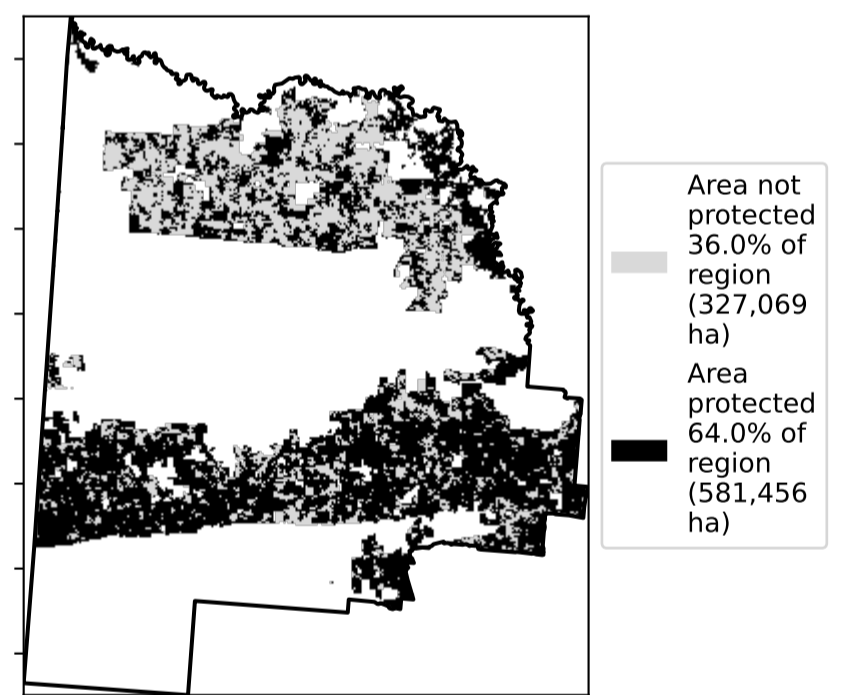 Area not
protected
36.0% of
region
(327,069
ha)
Area
protected
64.0% of
region
(581,456
ha)